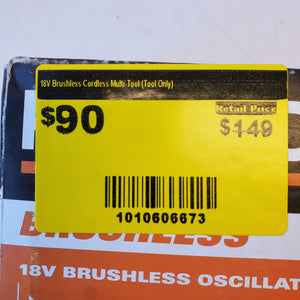 18V Brushless Cordless Multi-Tool (Tool Only)
$90
Retail Price
$149
1010606673
BRUSHLESS
18V BRUSHLESS OSCILLAT